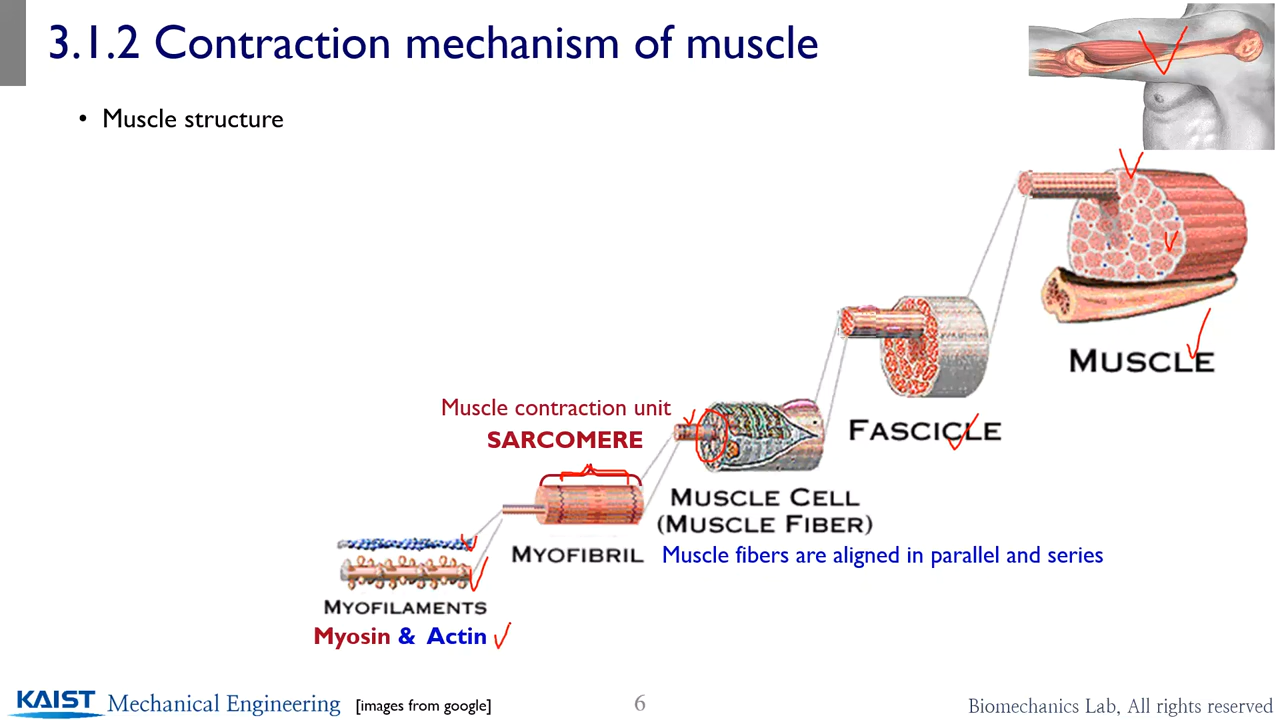 3.1.2 Contraction mechanism of muscle
• Muscle structure
MUSCLE
FASCICLE
Muscle contraction unit
SARCOMERE
MUSCLE CELL
(MUSCLE FIBER)
MYOFIBRIL
Muscle fibers are aligned in parallel and series
MYOFILAMENTS
Myosin & Actin
KAIST Mechanical Engineering [images from google]
6
Biomechanics Lab, All rights reserved